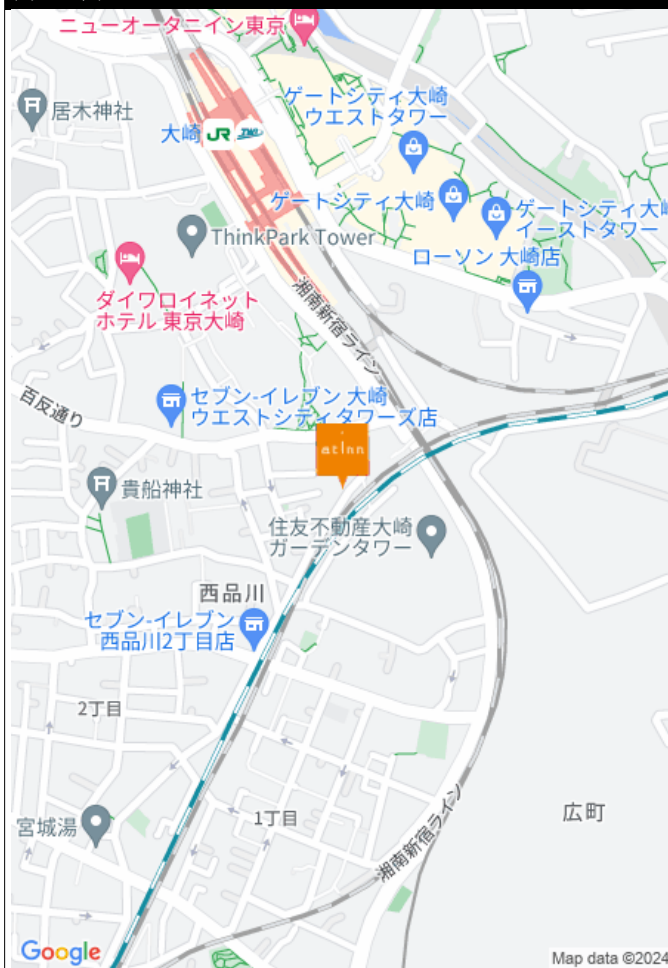 ニューオータニイン東京
居木神社
大崎
JR
TWR
ゲートシティ大崎
ウエストタワー
ゲートシティ大崎
ゲートシティ大
イーストタワー
ThinkPark Tower
ローソン 大崎店
ダイワロイネット
ホテル 東京大崎
湘南新宿ライン
百反通り
セブン-イレブン 大崎
ウエストシティタワーズ店
atinn
貴船神社
住友不動産大崎
ガーデンタワー
西品川
セブン-イレブン
西品川2丁目店
2丁目
1丁目
宮城湯
広町
湘南新宿ライン
Google
Map data ©2024